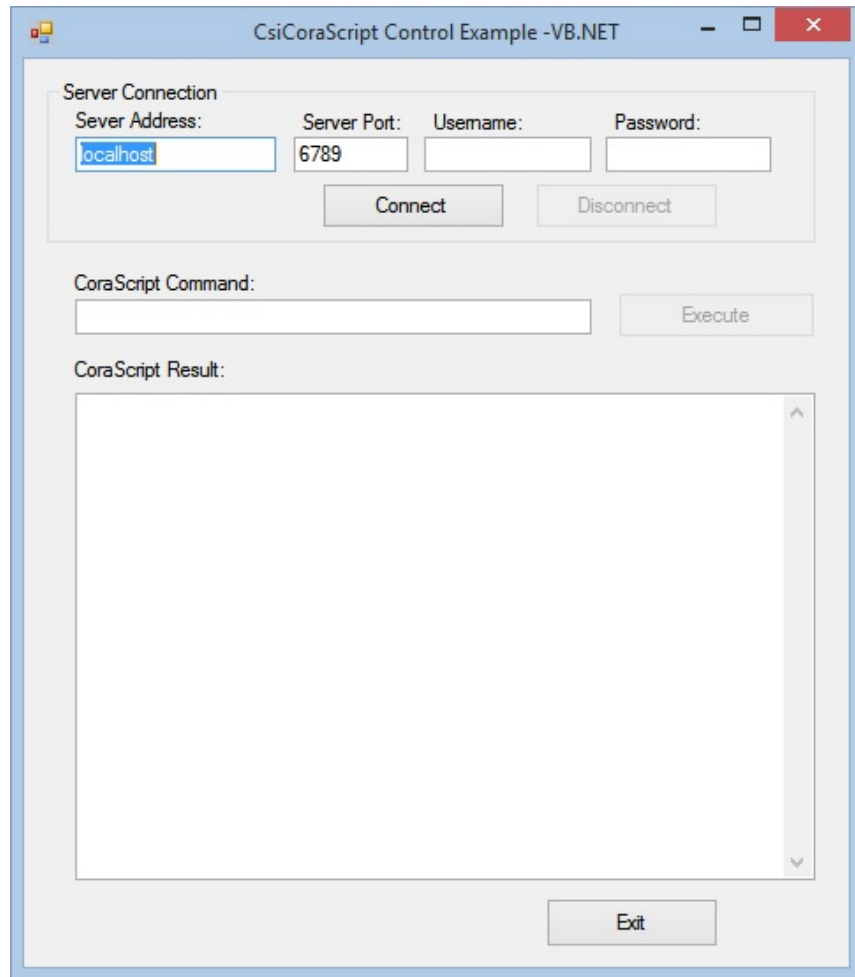 CsiCoraScript Control Example -VB.NET
Server Connection
Sever Address: Server Port: Username: Password:
localhost 6789
Connect Disconnect
CoraScript Command:
Execute
CoraScript Result:
Exit